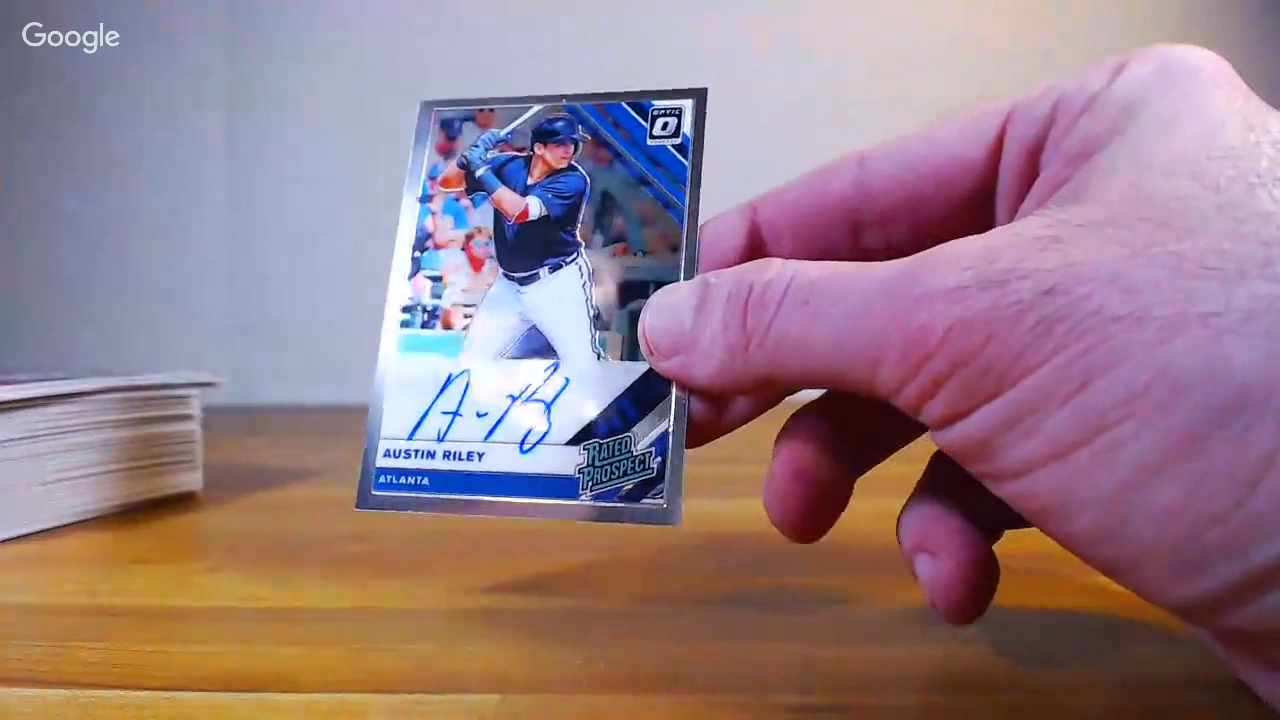 Google
OPTIC
AUSTIN RILEY
RATED
PROSPECT
ATLANTA